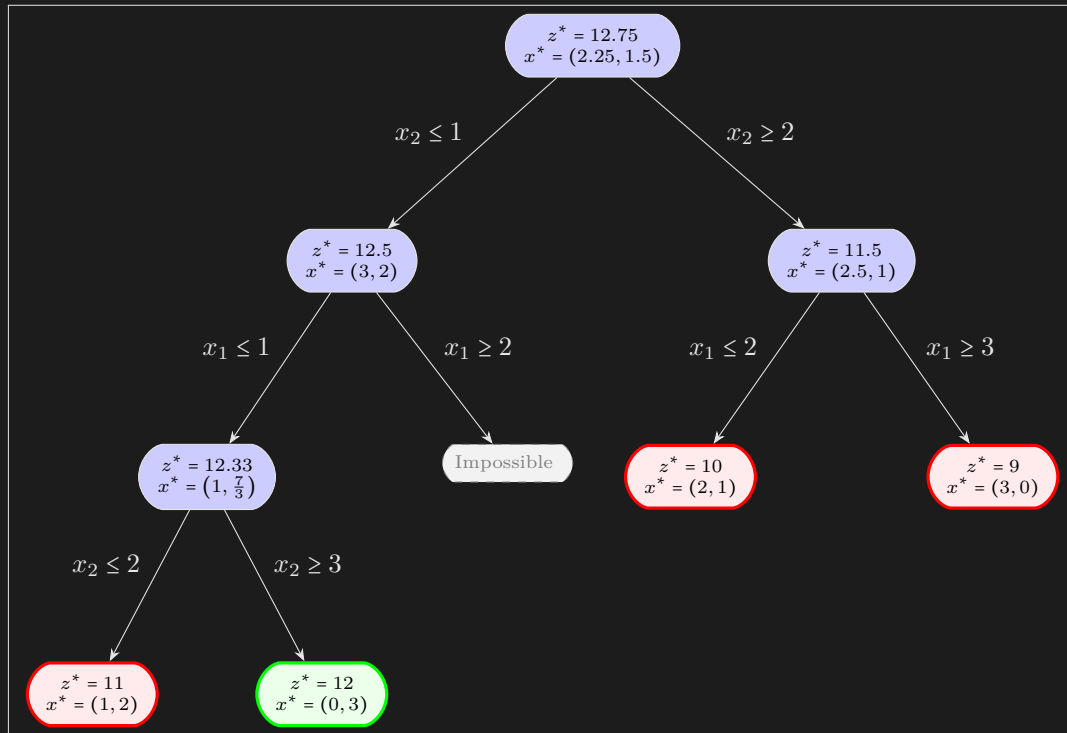 z* = 12.75
x* = (2.25, 1.5)
x₂ ≤ 1
x₂ ≥ 2
z* = 12.5
x* = (3, 2)
z* = 11.5
x* = (2.5, 1)
x₁ ≤ 1
x₁ ≥ 2
x₁ ≤ 2
x₁ ≥ 3
z* = 12.33
x* = (1, 7/3)
Impossible
z* = 10
x* = (2, 1)
z* = 9
x* = (3, 0)
x₂ ≤ 2
x₂ ≥ 3
z* = 11
x* = (1, 2)
z* = 12
x* = (0, 3)